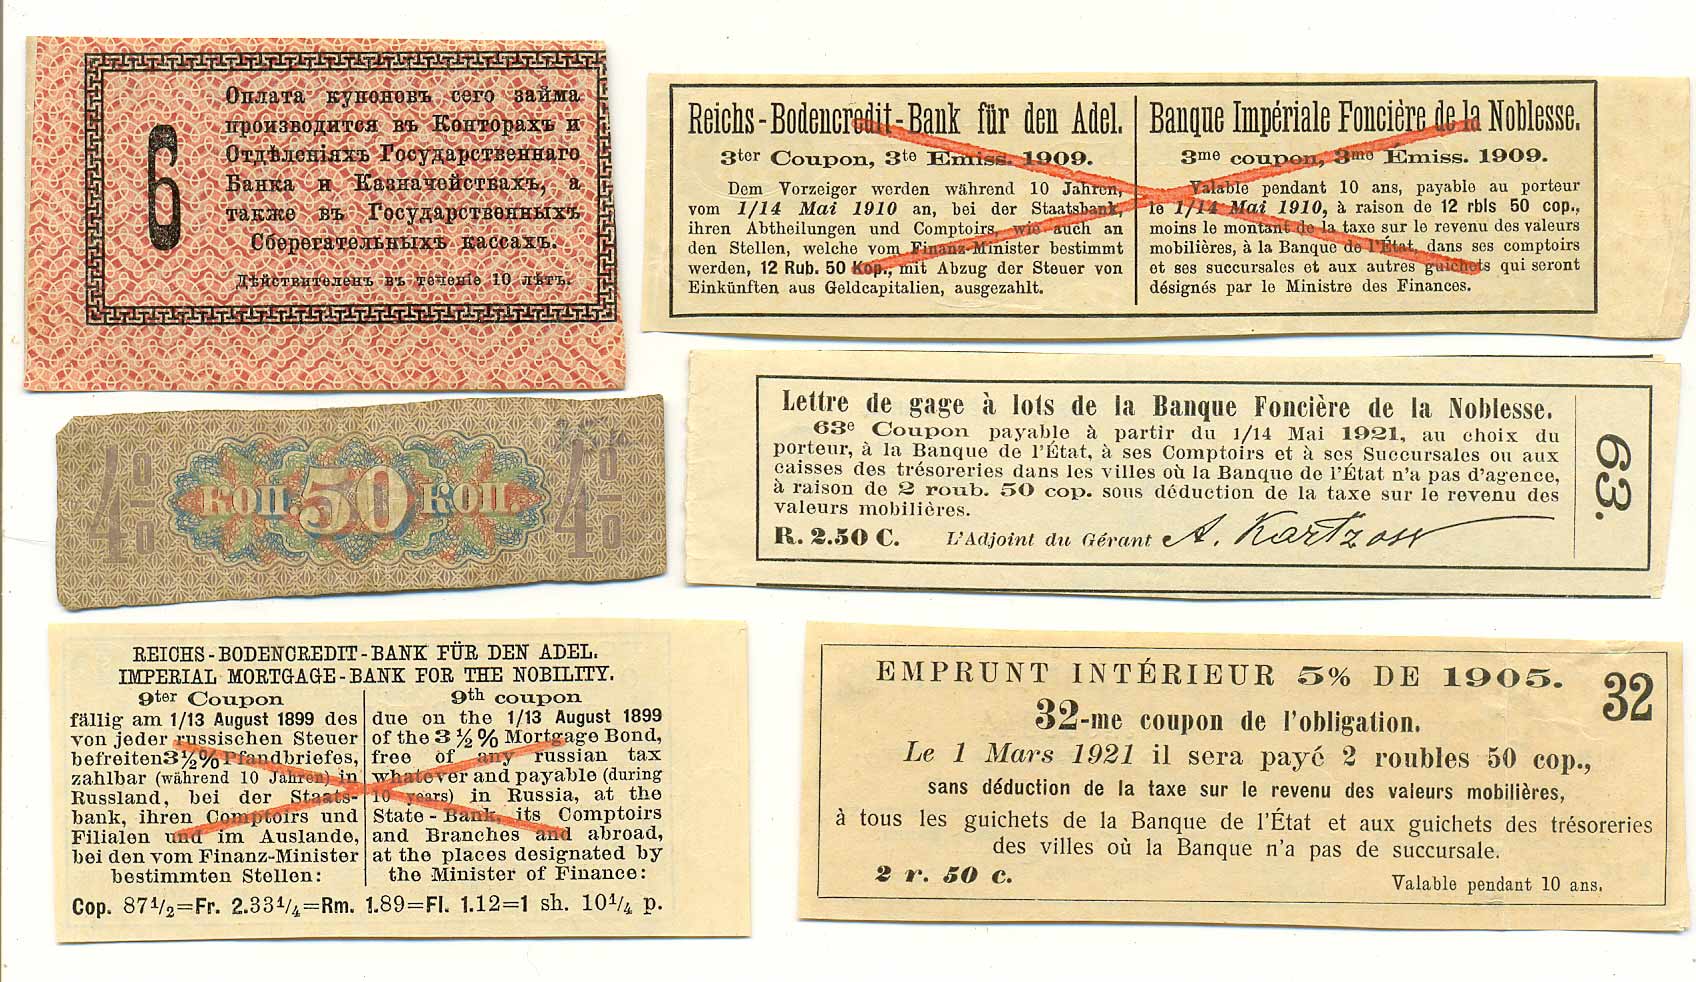 6
Оплата купоновъ сего займа
производится въ Конторахъ и
Отдѣленіяхъ Государственнаго
Банка и Казначействахъ, а
также въ Государственныхъ
Сберегательныхъ кассахъ.
Дѣйствителенъ въ теченіе 10 лѣтъ.
Reichs-Bodencredit-Bank für den Adel.
3ter Coupon, 3te Emiss. 1909.
Dem Vorzeiger werden während 10 Jahren,
vom 1/14 Mai 1910 an, bei der Staatsbank,
ihren Abtheilungen und Comptoirs, wie auch an
den Stellen, welche vom Finanz-Minister bestimmt
werden, 12 Rub. 50 Kop., mit Abzug der Steuer von
Einkünften aus Geldcapitalien, ausgezahlt.
Banque Impériale Foncière de la Noblesse.
3me coupon, 3me Émiss. 1909.
Valable pendant 10 ans, payable au porteur
le 1/14 Mai 1910, à raison de 12 rbls 50 cop.,
moins le montant de la taxe sur le revenu des valeurs
mobilières, à la Banque de l'État, dans ses comptoirs
et ses succursales et aux autres guichets qui seront
désignés par le Ministre des Finances.
4% КОП. 50 КОП. 4%
Lettre de gage à lots de la Banque Foncière de la Noblesse.
63e Coupon payable à partir du 1/14 Mai 1921, au choix du
porteur, à la Banque de l'État, à ses Comptoirs et à ses Succursales ou aux
caisses des trésoreries dans les villes où la Banque de l'État n'a pas d'agence,
à raison de 2 roub. 50 cop. sous déduction de la taxe sur le revenu des
valeurs mobilières.
R. 2.50 C. L'Adjoint du Gérant A. Kartzoff
63.
REICHS-BODENCREDIT-BANK FÜR DEN ADEL.
IMPERIAL MORTGAGE-BANK FOR THE NOBILITY.
9ter Coupon
fällig am 1/13 August 1899 des
von jeder russischen Steuer
befreiten 3½% Pfandbriefes,
zahlbar (während 10 Jahren) in
Russland, bei der Staats-
bank, ihren Comptoirs und
Filialen und im Auslande,
bei den vom Finanz-Minister
bestimmten Stellen:
9th coupon
due on the 1/13 August 1899
of the 3½% Mortgage Bond,
free of any russian tax
whatever and payable (during
10 years) in Russia, at the
State-Bank, its Comptoirs
and Branches and abroad,
at the places designated by
the Minister of Finance:
Cop. 87½=Fr. 2.33¼=Rm. 1.89=Fl. 1.12=1 sh. 10¼ p.
EMPRUNT INTÉRIEUR 5% DE 1905.
32
32-me coupon de l'obligation.
Le 1 Mars 1921 il sera payé 2 roubles 50 cop.,
sans déduction de la taxe sur le revenu des valeurs mobilières,
à tous les guichets de la Banque de l'État et aux guichets des trésoreries
des villes où la Banque n'a pas de succursale.
2 r. 50 c.
Valable pendant 10 ans.